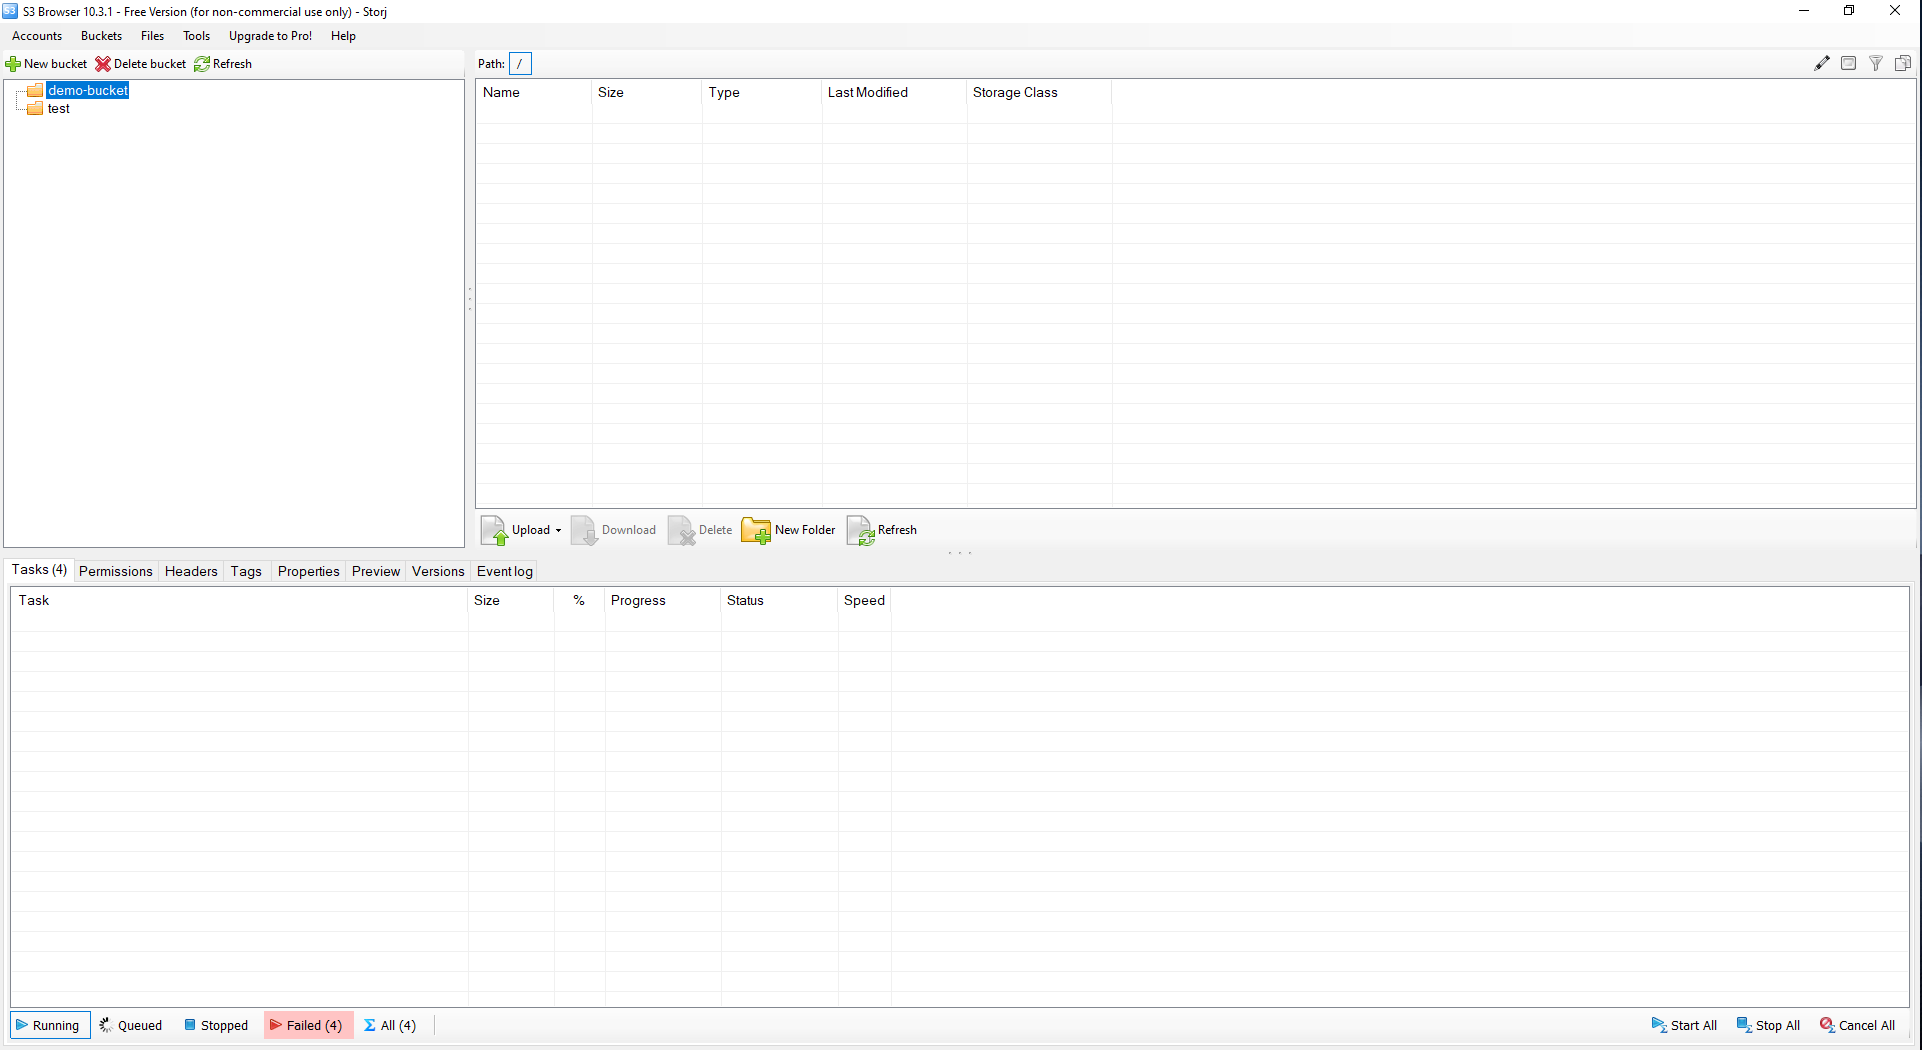 S3 Browser 10.3.1 - Free Version (for non-commercial use only) - Storj
Accounts Buckets Files Tools Upgrade to Pro! Help
New bucket Delete bucket Refresh
Path: /
demo-bucket
test
Name Size Type Last Modified Storage Class
Upload Download Delete New Folder Refresh
Tasks (4) Permissions Headers Tags Properties Preview Versions Event log
Task Size % Progress Status Speed
Running Queued Stopped Failed (4) All (4) Start All Stop All Cancel All